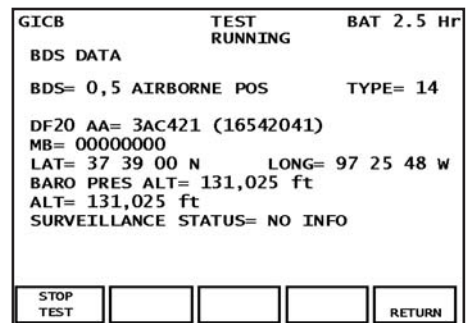 GICB TEST BAT 2.5 Hr
RUNNING
BDS DATA
BDS= 0,5 AIRBORNE POS TYPE= 14
DF20 AA= 3AC421 (16542041)
MB= 00000000
LAT= 37 39 00 N LONG= 97 25 48 W
BARO PRES ALT= 131,025 ft
ALT= 131,025 ft
SURVEILLANCE STATUS= NO INFO
STOP
TEST RETURN